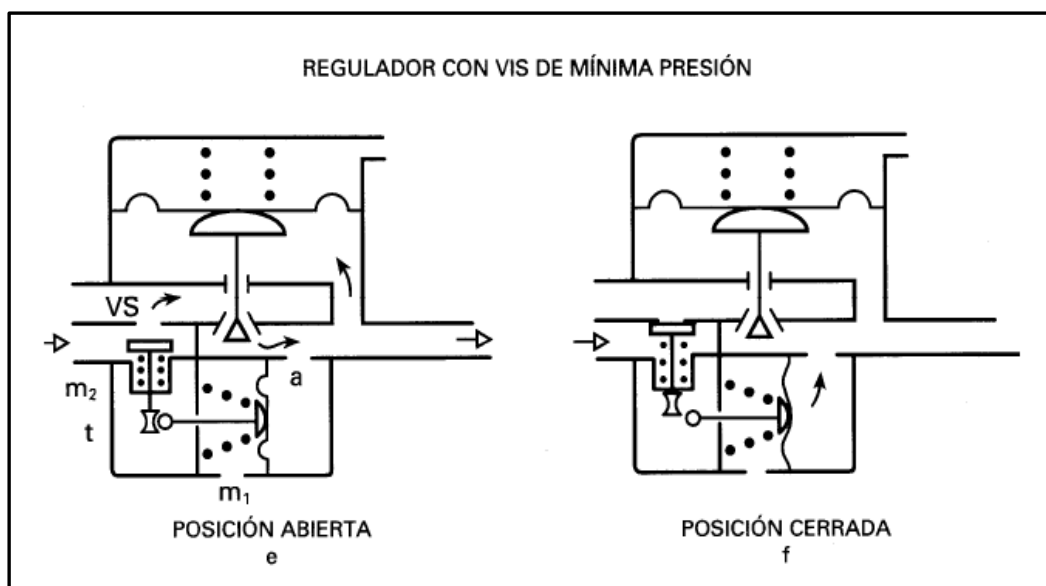 REGULADOR CON VIS DE MÍNIMA PRESIÓN
VS
m₂
a
t
m₁
POSICIÓN ABIERTA
e
POSICIÓN CERRADA
f